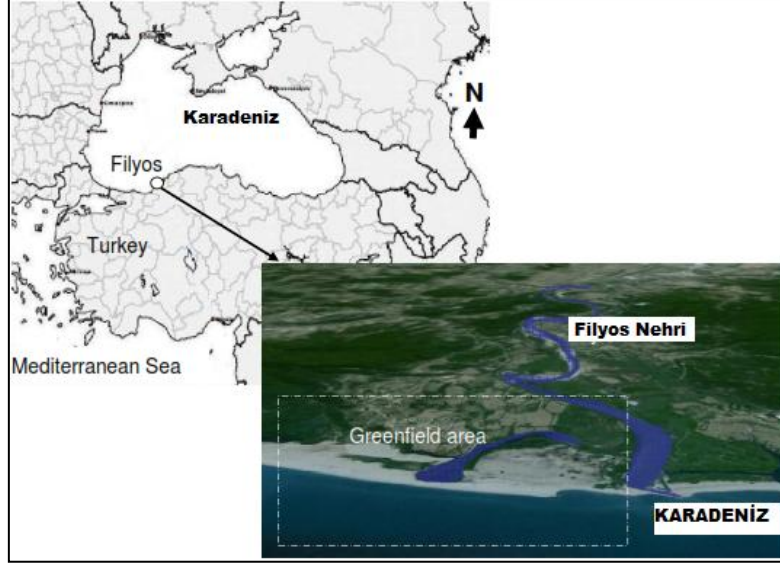 N
Karadeniz
Filyos
Turkey
Mediterranean Sea
Filyos Nehri
Greenfield area
KARADENİZ